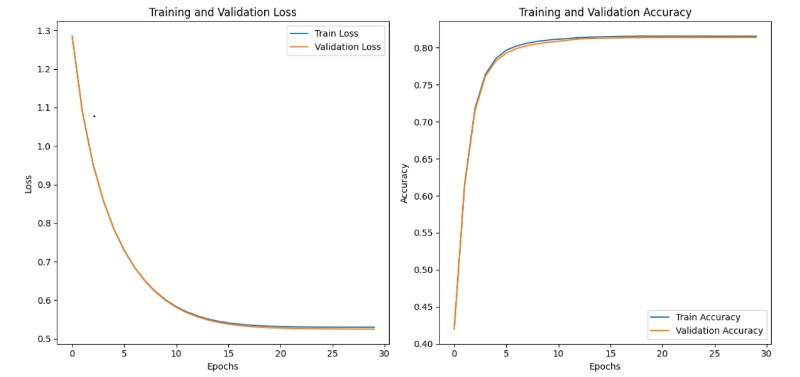 Training and Validation Loss
1.3
1.2
1.1
1.0
0.9
0.8
0.7
0.6
0.5
Loss
0 5 10 15 20 25 30
Epochs
Train Loss
Validation Loss
Training and Validation Accuracy
0.80
0.75
0.70
0.65
0.60
0.55
0.50
0.45
0.40
Accuracy
0 5 10 15 20 25 30
Epochs
Train Accuracy
Validation Accuracy